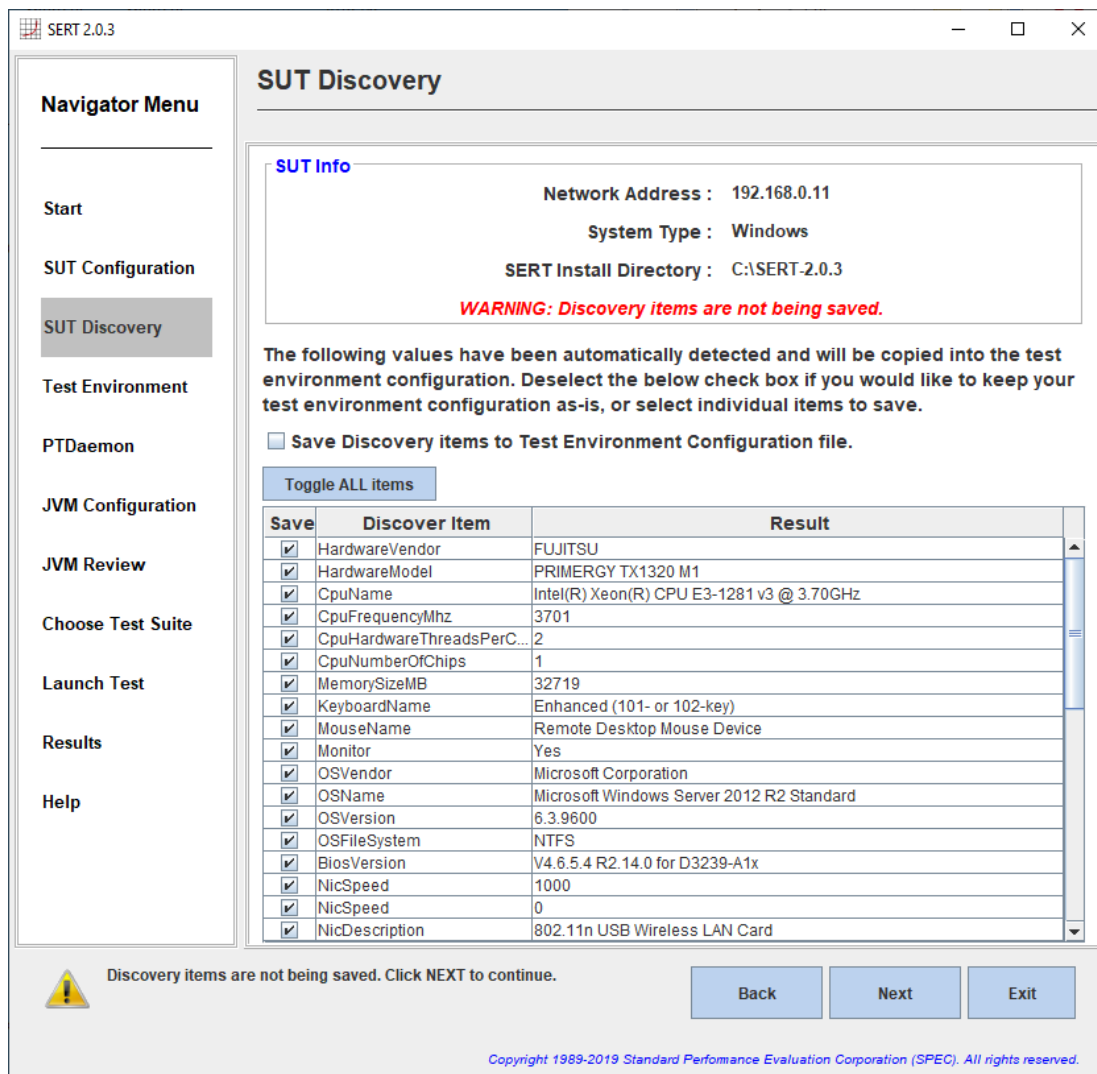 SERT 2.0.3
Navigator Menu
Start
SUT Configuration
SUT Discovery
Test Environment
PTDaemon
JVM Configuration
JVM Review
Choose Test Suite
Launch Test
Results
Help
SUT Discovery
SUT Info
Network Address : 192.168.0.11
System Type : Windows
SERT Install Directory : C:\SERT-2.0.3
WARNING: Discovery items are not being saved.
The following values have been automatically detected and will be copied into the test
environment configuration. Deselect the below check box if you would like to keep your
test environment configuration as-is, or select individual items to save.
Save Discovery items to Test Environment Configuration file.
Toggle ALL items
Save Discover Item Result
HardwareVendor FUJITSU
HardwareModel PRIMERGY TX1320 M1
CpuName Intel(R) Xeon(R) CPU E3-1281 v3 @ 3.70GHz
CpuFrequencyMhz 3701
CpuHardwareThreadsPerC... 2
CpuNumberOfChips 1
MemorySizeMB 32719
KeyboardName Enhanced (101- or 102-key)
MouseName Remote Desktop Mouse Device
Monitor Yes
OSVendor Microsoft Corporation
OSName Microsoft Windows Server 2012 R2 Standard
OSVersion 6.3.9600
OSFileSystem NTFS
BiosVersion V4.6.5.4 R2.14.0 for D3239-A1x
NicSpeed 1000
NicSpeed 0
NicDescription 802.11n USB Wireless LAN Card
Discovery items are not being saved. Click NEXT to continue.
Back Next Exit
Copyright 1989-2019 Standard Performance Evaluation Corporation (SPEC). All rights reserved.